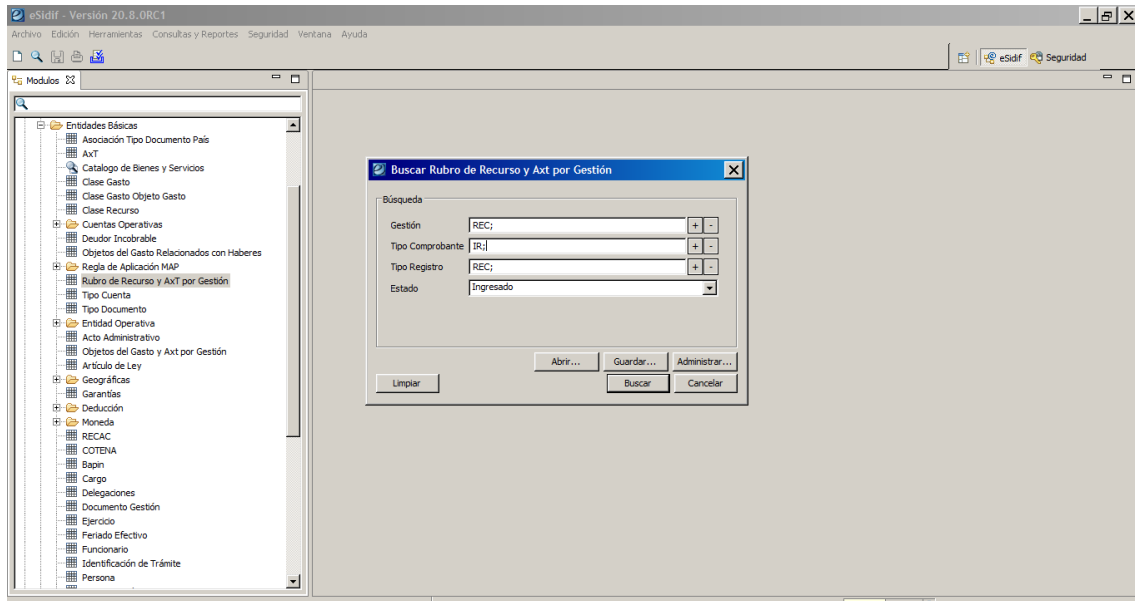 eSidif - Versión 20.8.0RC1
Archivo Edición Herramientas Consultas y Reportes Seguridad Ventana Ayuda
eSidif Seguridad
Modulos
Entidades Básicas
Asociación Tipo Documento País
AxT
Catalogo de Bienes y Servicios
Clase Gasto
Clase Gasto Objeto Gasto
Clase Recurso
Cuentas Operativas
Deudor Incobrable
Objetos del Gasto Relacionados con Haberes
Regla de Aplicación MAP
Rubro de Recurso y AxT por Gestión
Tipo Cuenta
Tipo Documento
Entidad Operativa
Acto Administrativo
Objetos del Gasto y Axt por Gestión
Artículo de Ley
Geográficas
Garantías
Deducción
Moneda
RECAC
COTENA
Bapin
Cargo
Delegaciones
Documento Gestión
Ejercicio
Feriado Efectivo
Funcionario
Identificación de Trámite
Persona
Buscar Rubro de Recurso y Axt por Gestión
Búsqueda
Gestión REC; + -
Tipo Comprobante IR; + -
Tipo Registro REC; + -
Estado Ingresado
Abrir... Guardar... Administrar...
Limpiar Buscar Cancelar